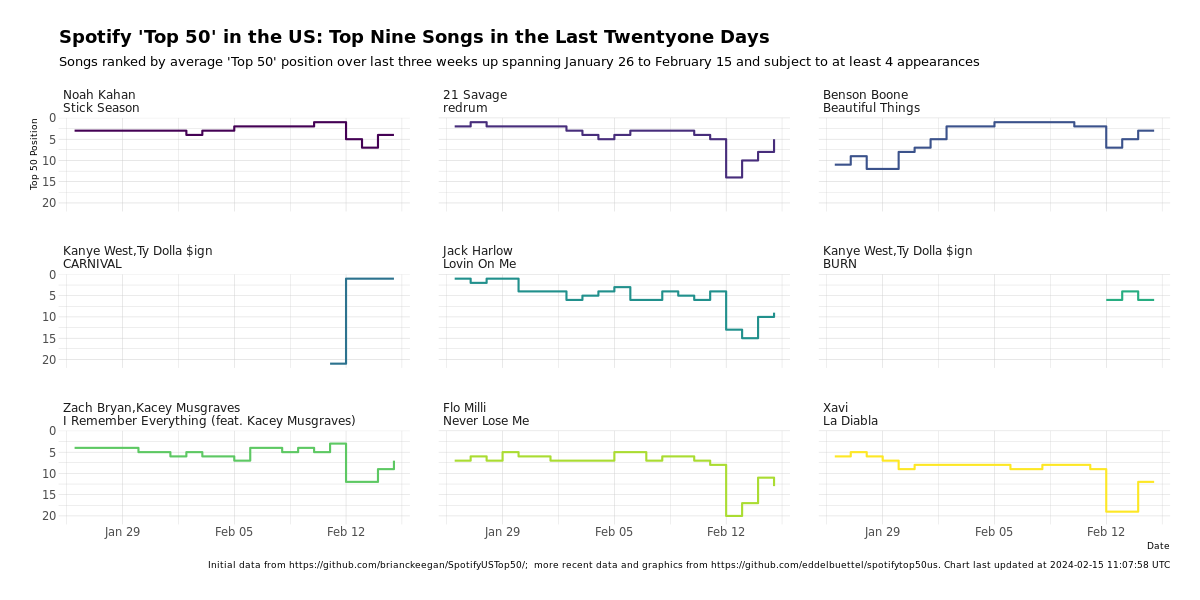 Spotify 'Top 50' in the US: Top Nine Songs in the Last Twentyone Days
Songs ranked by average 'Top 50' position over last three weeks up spanning January 26 to February 15 and subject to at least 4 appearances
Noah Kahan
Stick Season
21 Savage
redrum
Benson Boone
Beautiful Things
Top 50 Position
0
5
10
15
20
Kanye West,Ty Dolla $ign
CARNIVAL
Jack Harlow
Lovin On Me
Kanye West,Ty Dolla $ign
BURN
0
5
10
15
20
Zach Bryan,Kacey Musgraves
I Remember Everything (feat. Kacey Musgraves)
Flo Milli
Never Lose Me
Xavi
La Diabla
0
5
10
15
20
Jan 29
Feb 05
Feb 12
Jan 29
Feb 05
Feb 12
Jan 29
Feb 05
Feb 12
Date
Initial data from https://github.com/brianckeegan/SpotifyUSTop50/;  more recent data and graphics from https://github.com/eddelbuettel/spotifytop50us. Chart last updated at 2024-02-15 11:07:58 UTC